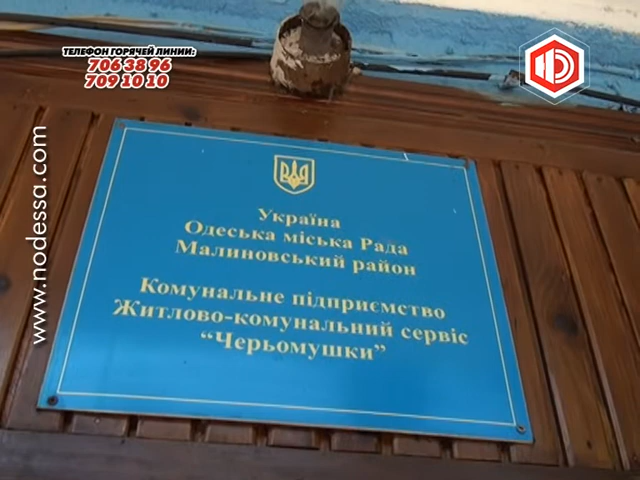 ТЕЛЕФОН ГОРЯЧЕЙ ЛИНИИ:
706 38 96
709 10 10
www.nodessa.com
Україна
Одеська міська Рада
Малиновський район
Комунальне підприємство
Житлово-комунальний сервіс
“Черьомушки”